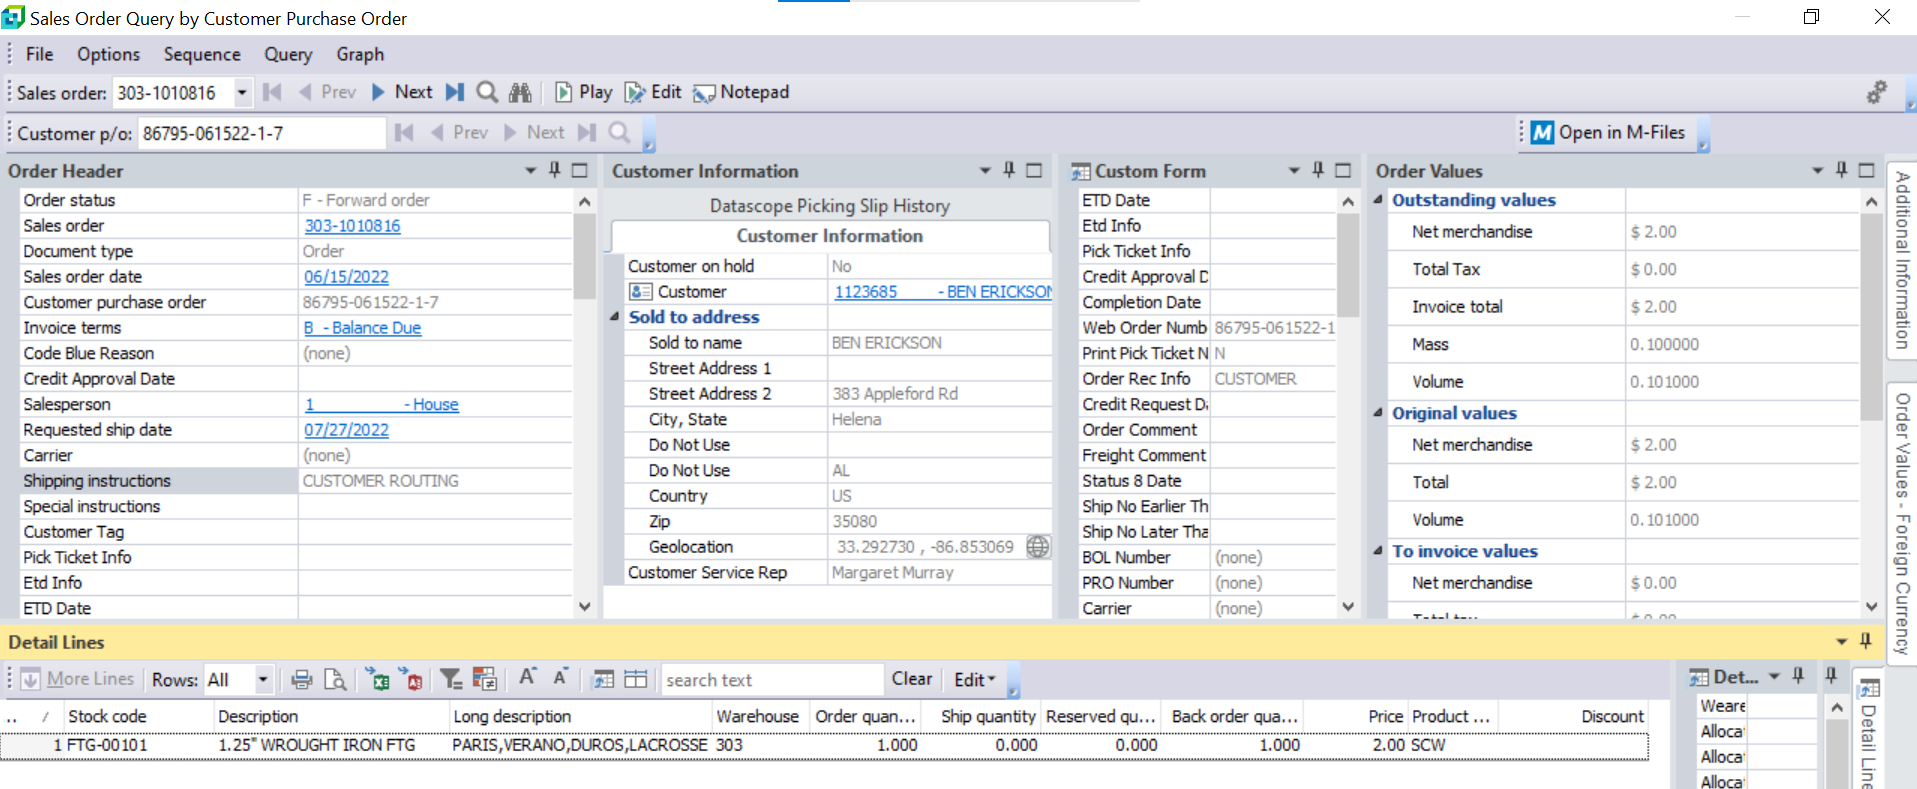 Sales Order Query by Customer Purchase Order
File Options Sequence Query Graph
Sales order: 303-1010816 Prev Next Play Edit Notepad
Customer p/o: 86795-061522-1-7 Prev Next Open in M-Files
Order Header
Order status F - Forward order
Sales order 303-1010816
Document type Order
Sales order date 06/15/2022
Customer purchase order 86795-061522-1-7
Invoice terms B - Balance Due
Code Blue Reason (none)
Credit Approval Date
Salesperson 1 - House
Requested ship date 07/27/2022
Carrier (none)
Shipping instructions CUSTOMER ROUTING
Special instructions
Customer Tag
Pick Ticket Info
Etd Info
ETD Date
Customer Information
Datascope Picking Slip History
Customer Information
Customer on hold No
Customer 1123685 - BEN ERICKSON
Sold to address
Sold to name BEN ERICKSON
Street Address 1
Street Address 2 383 Appleford Rd
City, State Helena
Do Not Use
Do Not Use AL
Country US
Zip 35080
Geolocation 33.292730 , -86.853069
Customer Service Rep Margaret Murray
Custom Form
ETD Date
Etd Info
Pick Ticket Info
Credit Approval D
Completion Date
Web Order Numb 86795-061522-1
Print Pick Ticket N N
Order Rec Info CUSTOMER
Credit Request D
Order Comment
Freight Comment
Status 8 Date
Ship No Earlier Th
Ship No Later Tha
BOL Number (none)
PRO Number (none)
Carrier (none)
Order Values
Outstanding values
Net merchandise $ 2.00
Total Tax $ 0.00
Invoice total $ 2.00
Mass 0.100000
Volume 0.101000
Original values
Net merchandise $ 2.00
Total $ 2.00
Volume 0.101000
To invoice values
Net merchandise $ 0.00
Additional Information
Order Values - Foreign Currency
Detail Lines
More Lines Rows: All search text Clear Edit
.. / Stock code Description Long description Warehouse Order quan... Ship quantity Reserved qu... Back order qua... Price Product ... Discount
1 FTG-00101 1.25" WROUGHT IRON FTG PARIS,VERANO,DUROS,LACROSSE 303 1.000 0.000 0.000 1.000 2.00 SCW
Det...
Weare
Alloca
Alloca
Alloca
Detail Line